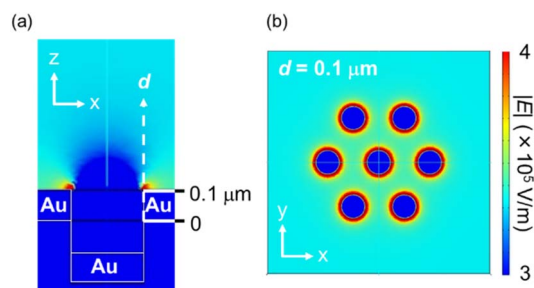 (a)
z
x
d
Au
Au
Au
0.1 μm
0
(b)
d = 0.1 μm
y
x
4
3
|E| (×10⁵ V/m)